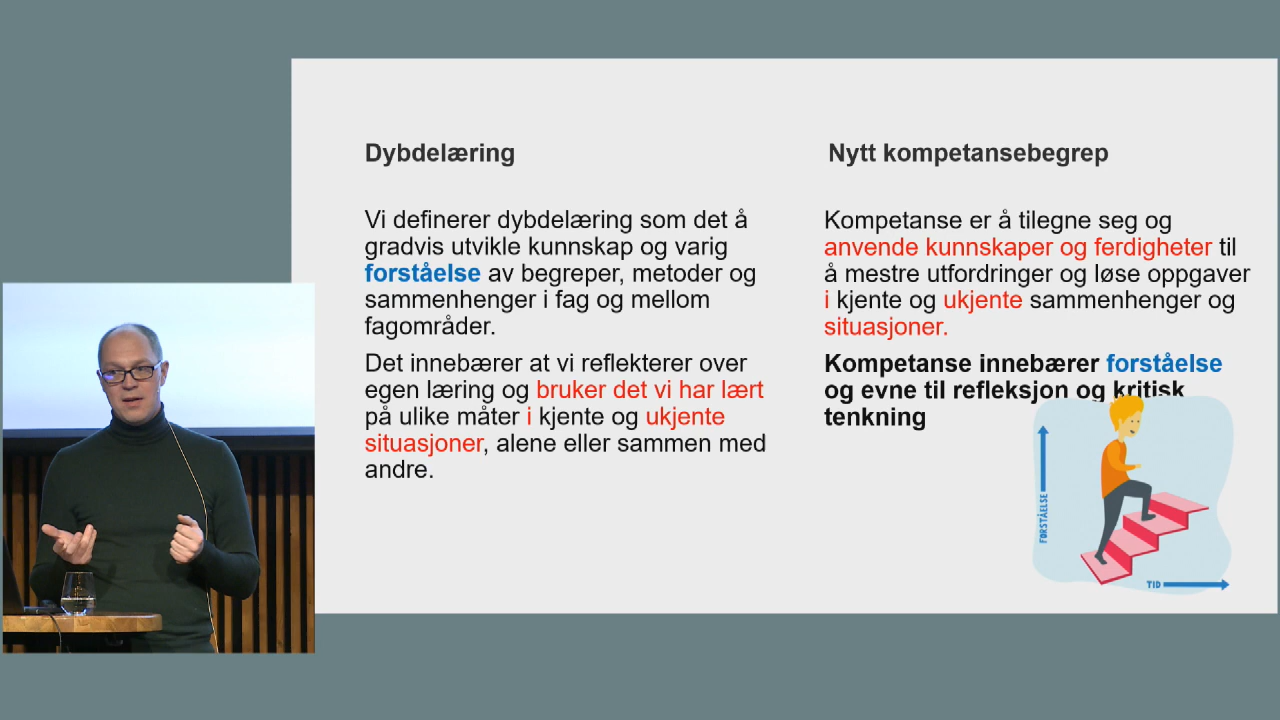 Dybdelæring
Vi definerer dybdelæring som det å
gradvis utvikle kunnskap og varig
forståelse av begreper, metoder og
sammenhenger i fag og mellom
fagområder.
Det innebærer at vi reflekterer over
egen læring og bruker det vi har lært
på ulike måter i kjente og ukjente
situasjoner, alene eller sammen med
andre.
Nytt kompetansebegrep
Kompetanse er å tilegne seg og
anvende kunnskaper og ferdigheter til
å mestre utfordringer og løse oppgaver
i kjente og ukjente sammenhenger og
situasjoner.
Kompetanse innebærer forståelse
og evne til refleksjon og kritisk
tenkning
FORSTÅELSE
TID